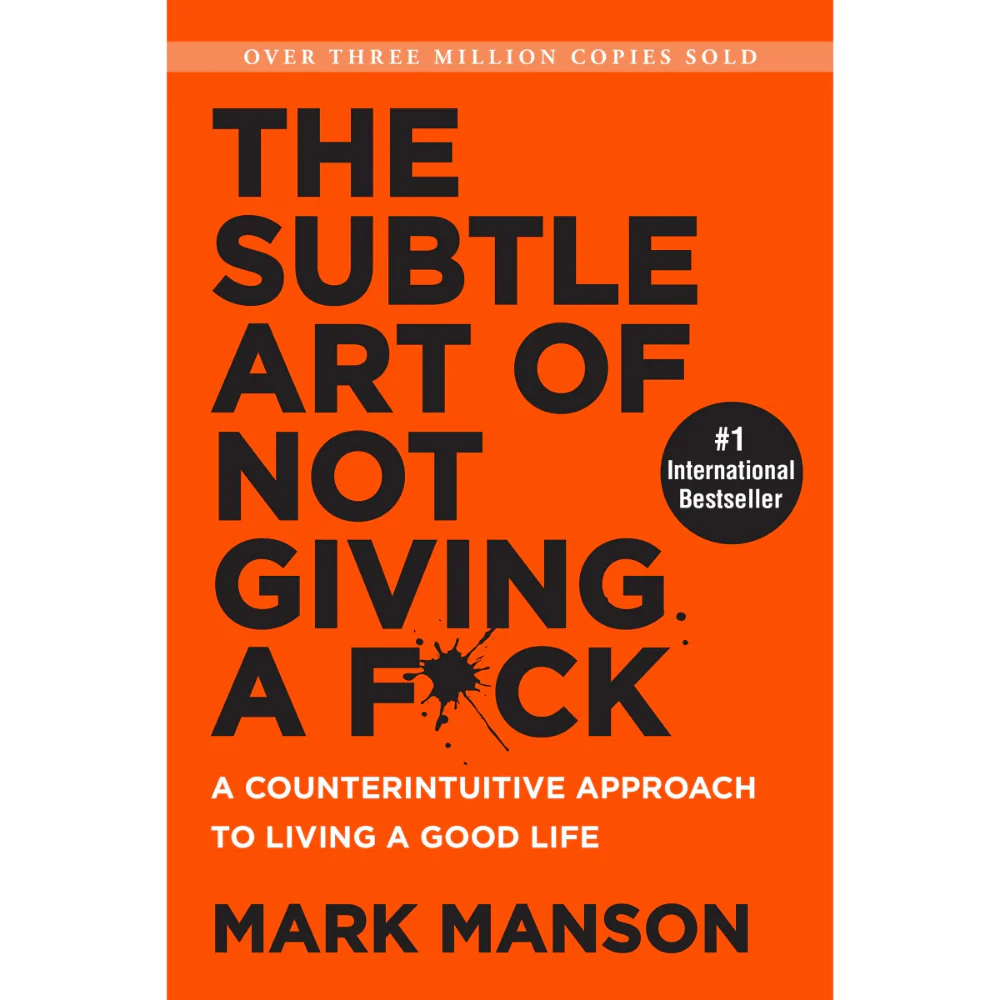 OVER THREE MILLION COPIES SOLD
THE
SUBTLE
ART OF
NOT
GIVING
A F*CK
#1
International
Bestseller
A COUNTERINTUITIVE APPROACH
TO LIVING A GOOD LIFE
MARK MANSON